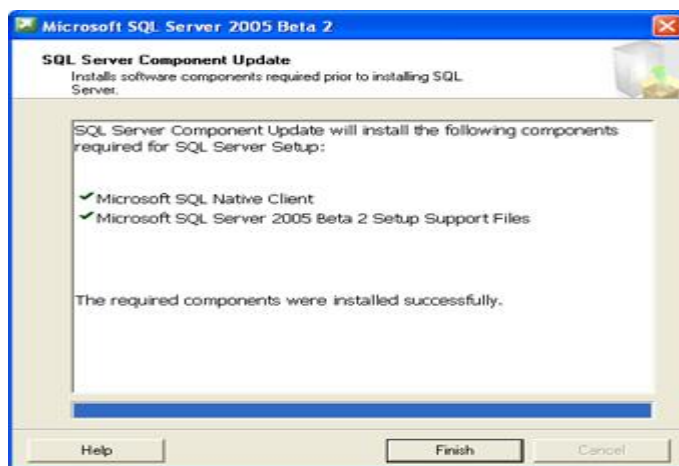 Microsoft SQL Server 2005 Beta 2
SQL Server Component Update
Installs software components required prior to installing SQL
Server.
SQL Server Component Update will install the following components
required for SQL Server Setup:
Microsoft SQL Native Client
Microsoft SQL Server 2005 Beta 2 Setup Support Files
The required components were installed successfully.
Help
Finish
Cancel